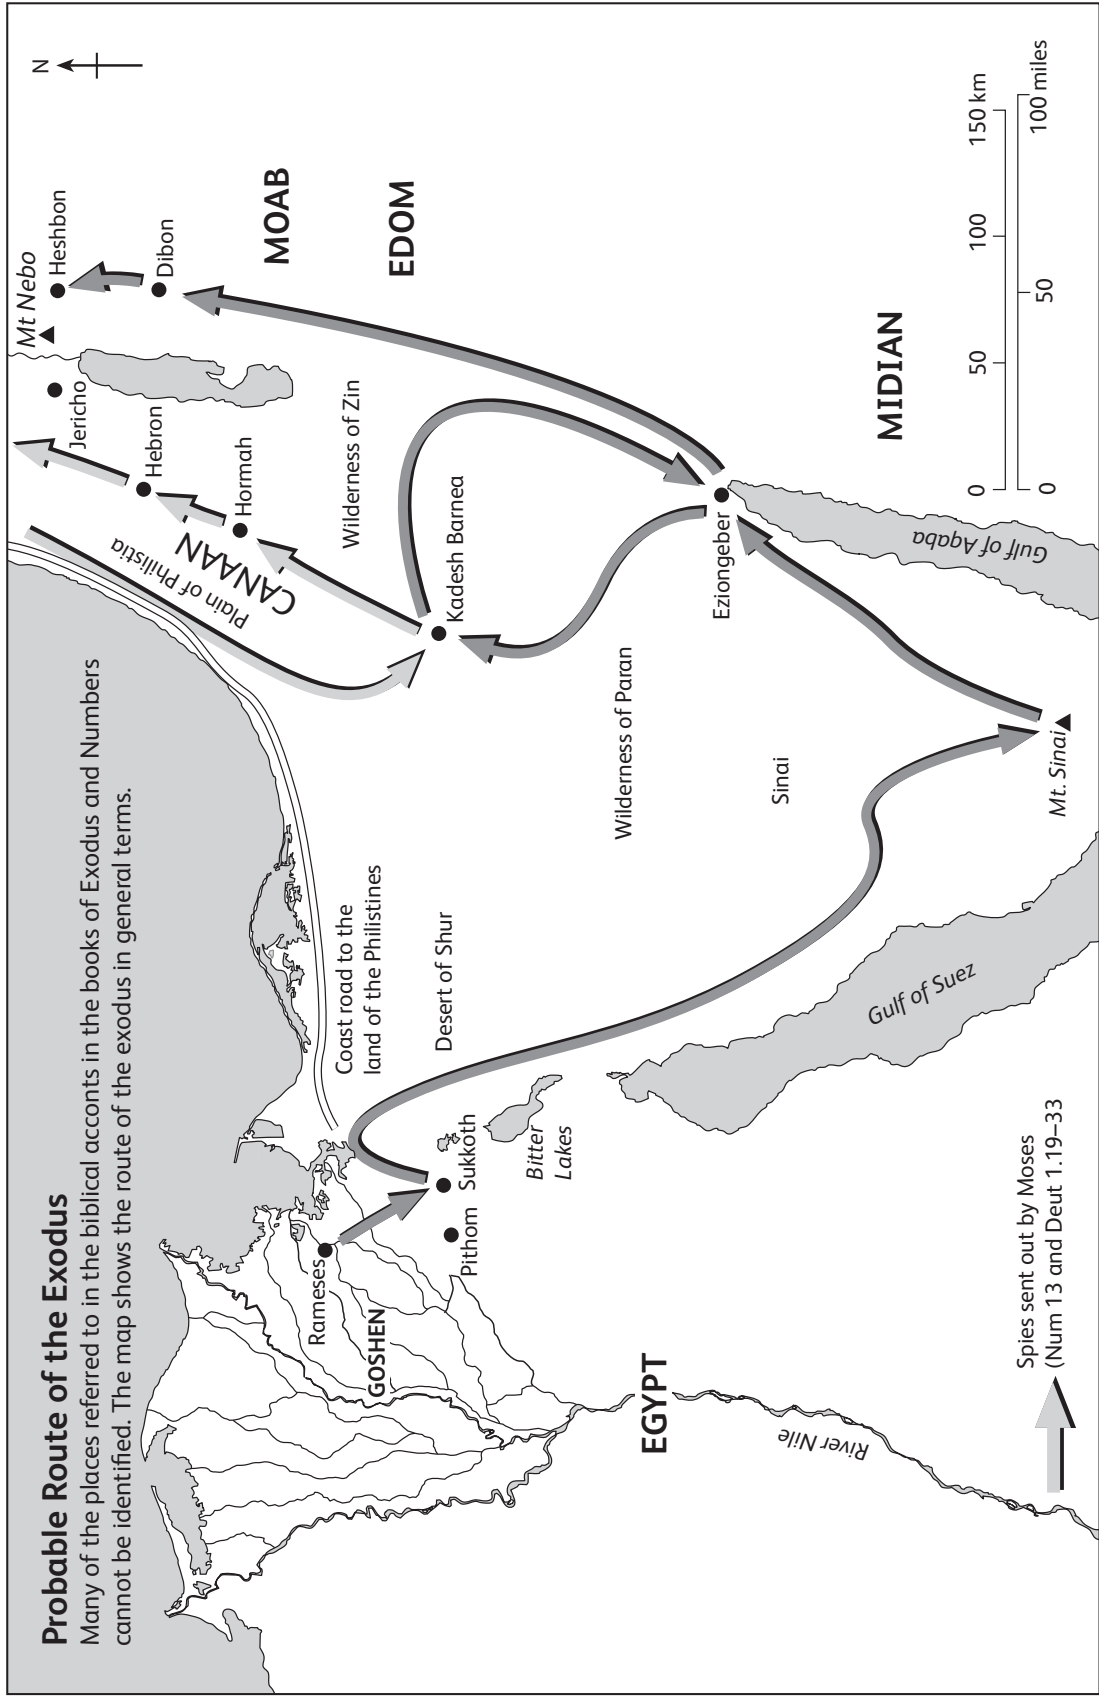 Probable Route of the Exodus
Many of the places referred to in the biblical acconts in the books of Exodus and Numbers
cannot be identified. The map shows the route of the exodus in general terms.
N
Mt Nebo
Heshbon
Jericho
Dibon
Hebron
Hormah
MOAB
EDOM
Plain of Philistia
CANAAN
Wilderness of Zin
Kadesh Barnea
Coast road to the
land of the Philistines
Desert of Shur
Rameses
GOSHEN
Sukkoth
Pithom
Bitter
Lakes
Wilderness of Paran
Eziongeber
Sinai
MIDIAN
EGYPT
River Nile
Gulf of Suez
Gulf of Aqaba
Mt. Sinai
Spies sent out by Moses
(Num 13 and Deut 1.19–33
0 50 100 150 km
0 50 100 miles